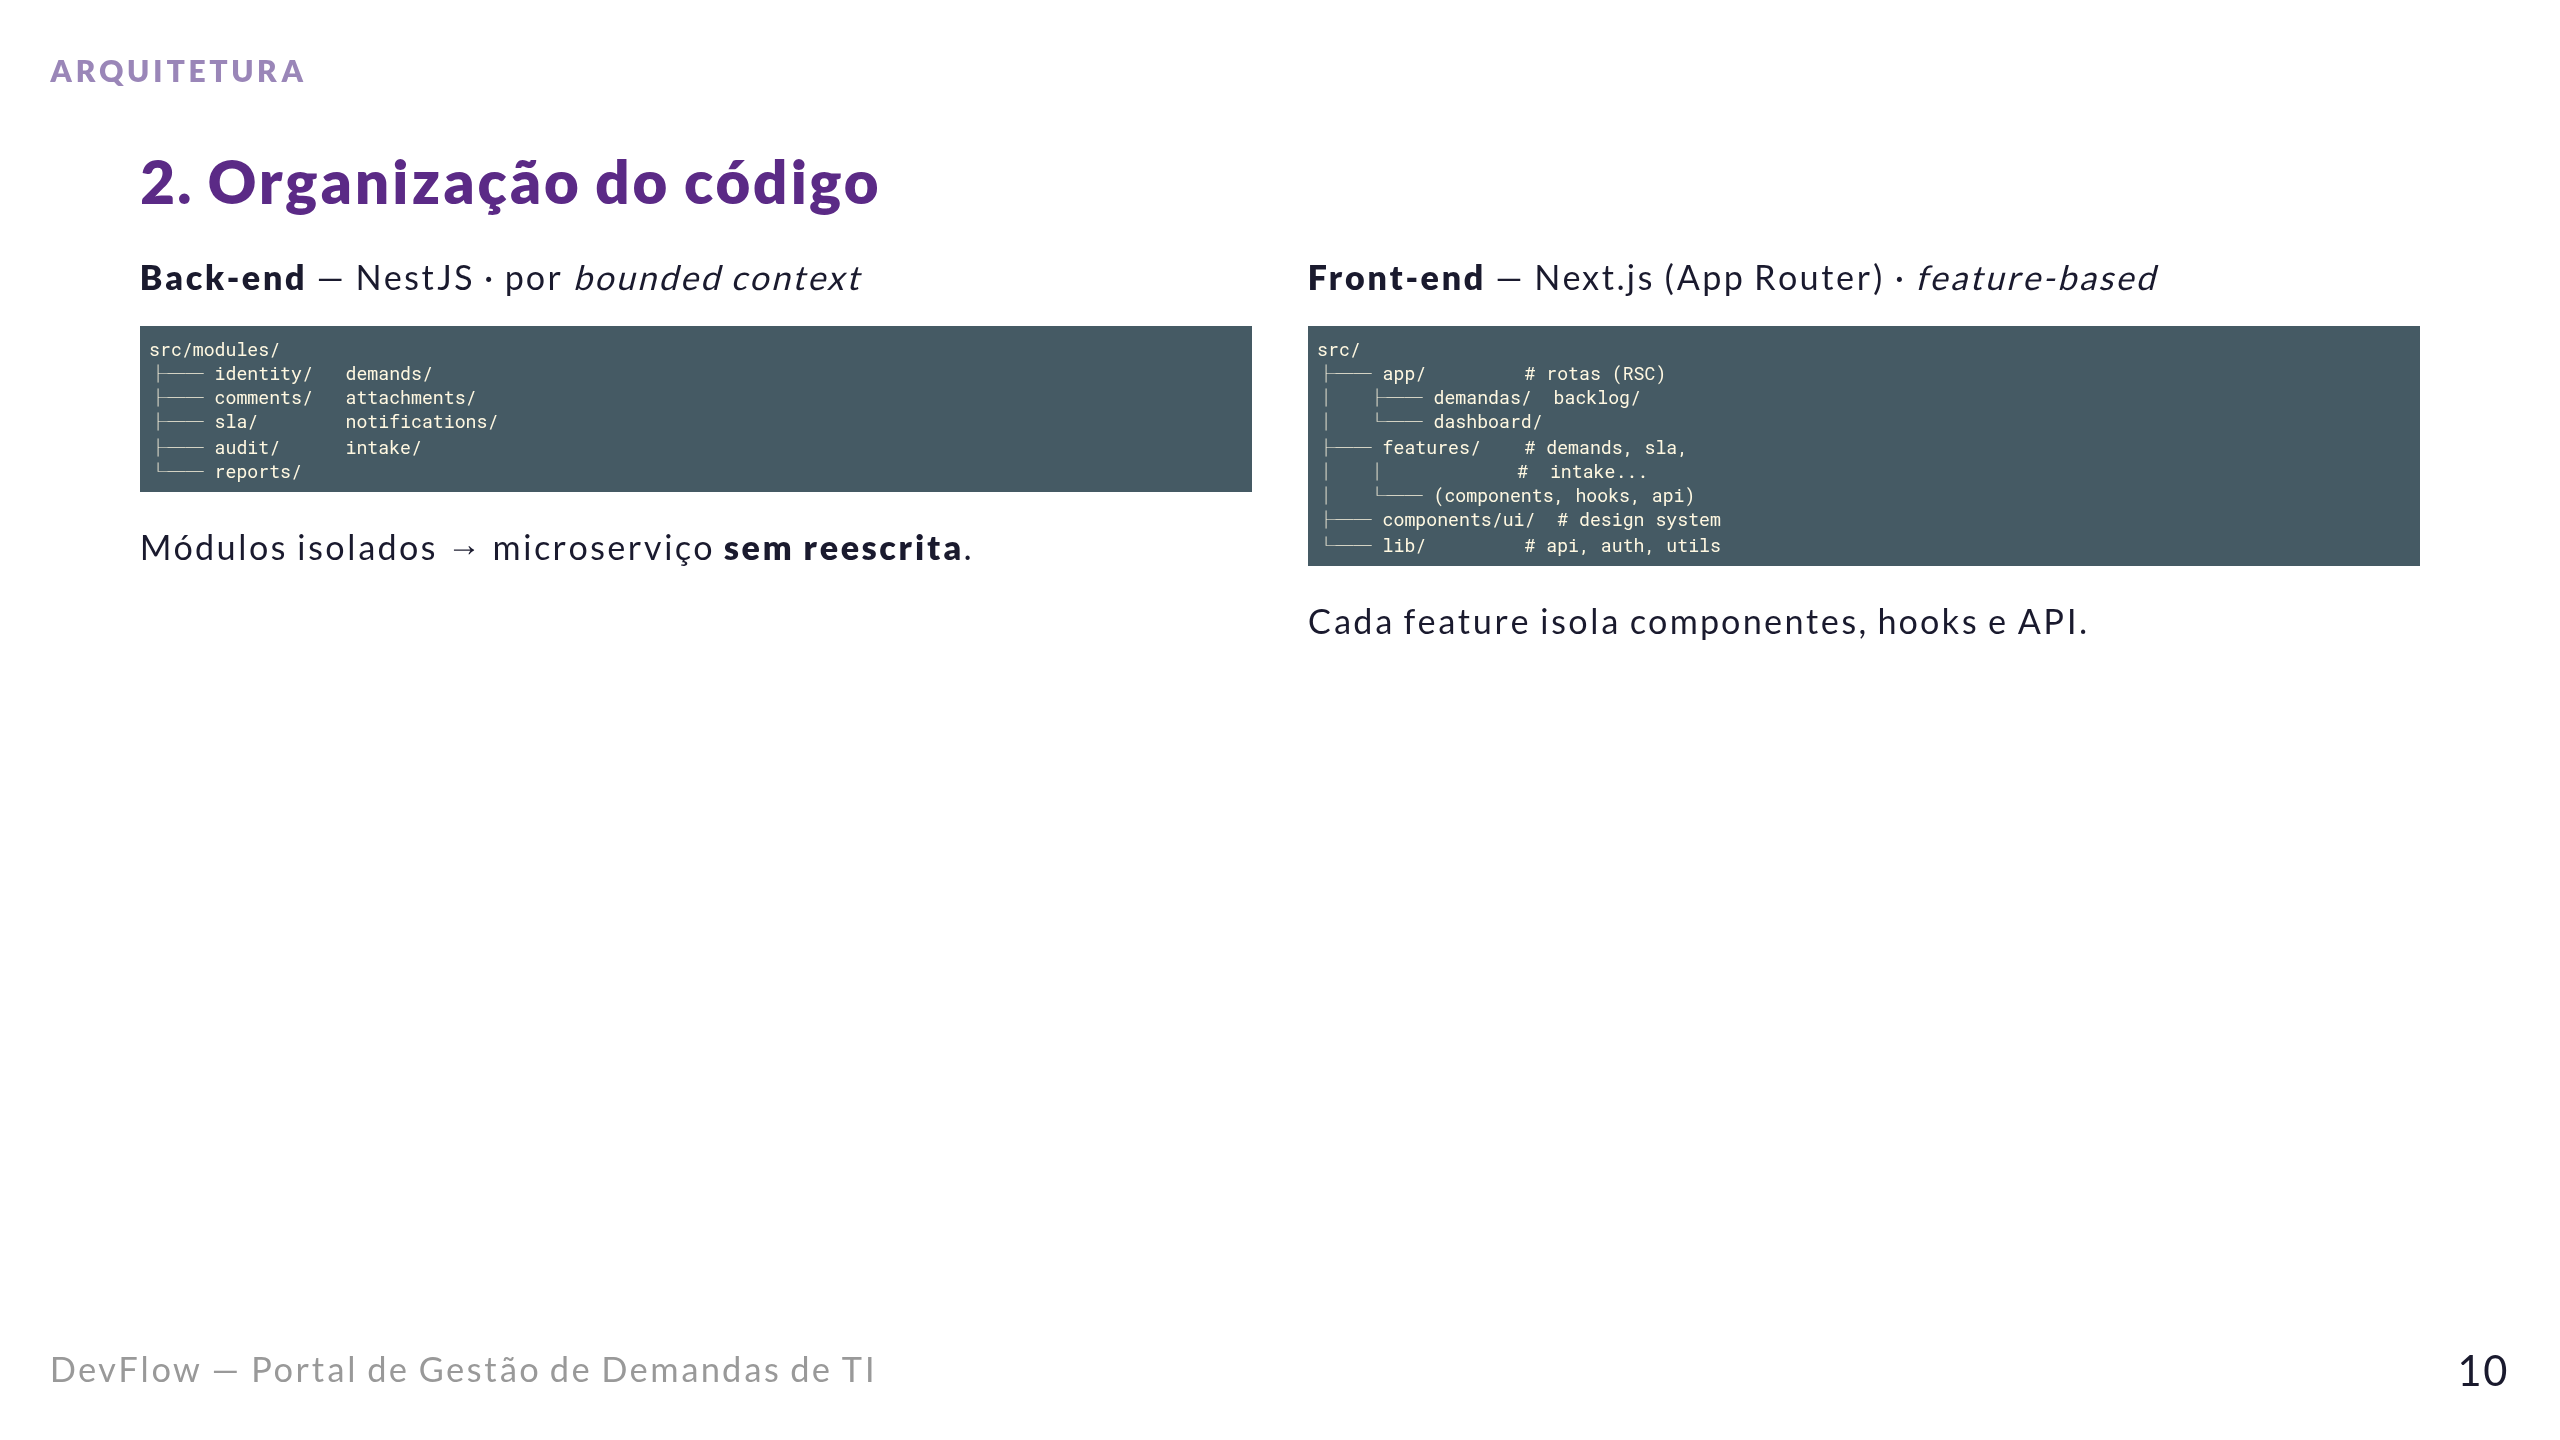 ARQUITETURA
2. Organização do código
Back-end — NestJS · por bounded context
src/modules/
├── identity/   demands/
├── comments/   attachments/
├── sla/        notifications/
├── audit/      intake/
└── reports/
Módulos isolados → microserviço sem reescrita.
Front-end — Next.js (App Router) · feature-based
src/
├── app/         # rotas (RSC)
│   ├── demandas/  backlog/
│   └── dashboard/
├── features/    # demands, sla,
│   │            #  intake...
│   └── (components, hooks, api)
├── components/ui/  # design system
└── lib/         # api, auth, utils
Cada feature isola componentes, hooks e API.
DevFlow — Portal de Gestão de Demandas de TI
10